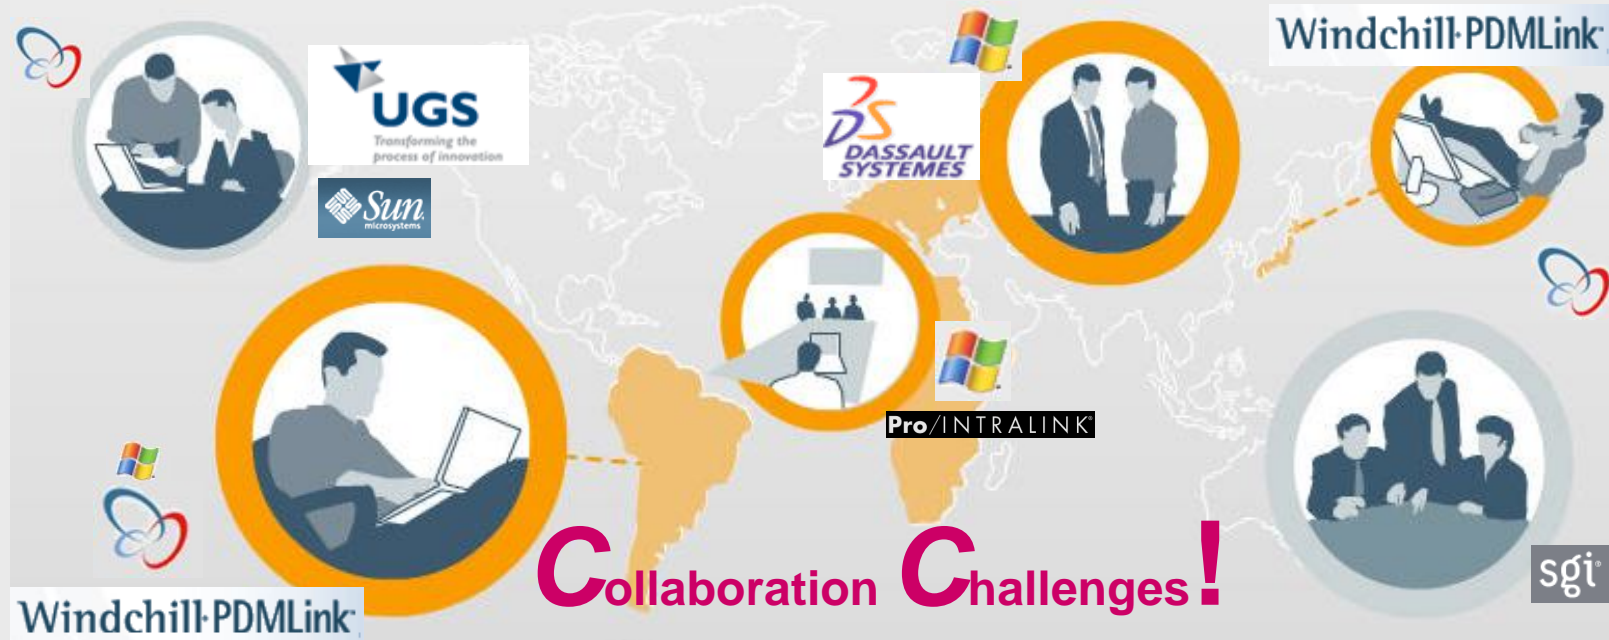 Windchill PDMLink
UGS
Transforming the
process of innovation
DASSAULT
SYSTEMES
Sun
microsystems
Pro/INTRALINK®
Collaboration Challenges!
sgi
Windchill PDMLink